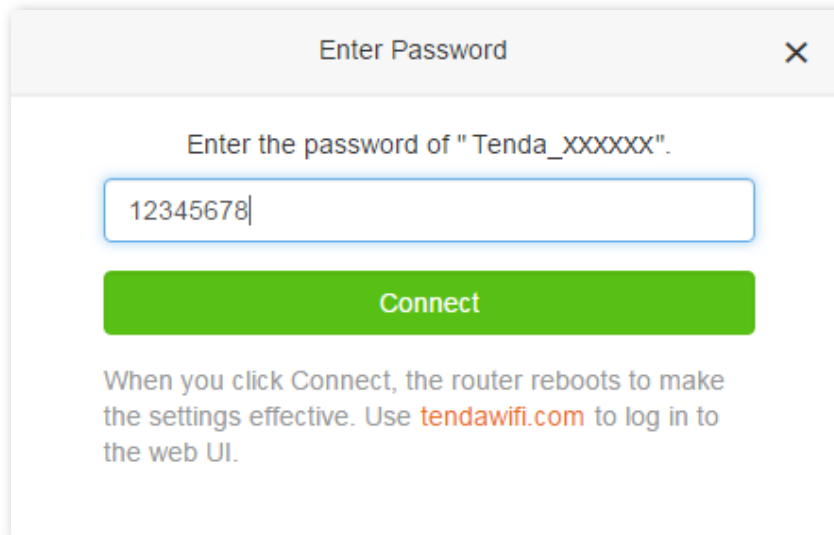 Enter Password
Enter the password of " Tenda_XXXXXX".
12345678
Connect
When you click Connect, the router reboots to make
the settings effective. Use tendawifi.com to log in to
the web UI.